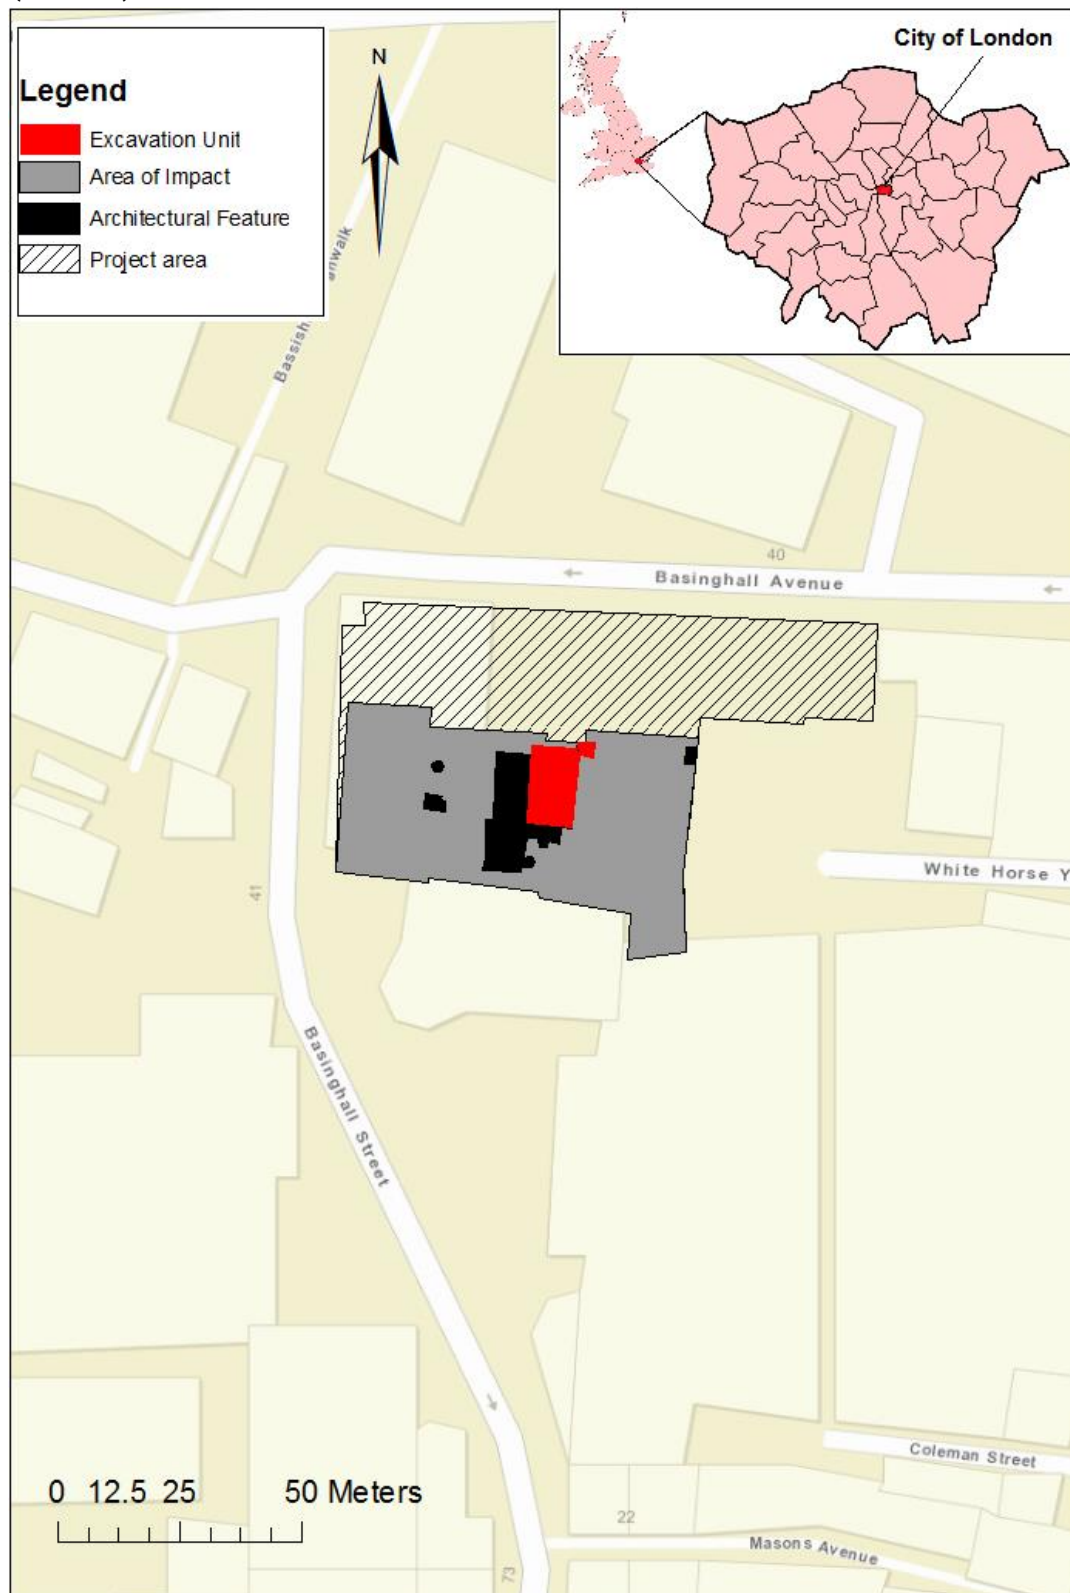 City of London
N
Legend
Excavation Unit
Area of Impact
Architectural Feature
Project area
40
Basinghall Avenue
White Horse Y
41
Basinghall Street
Coleman Street
0 12.5 25 50 Meters
22
Masons Avenue
73